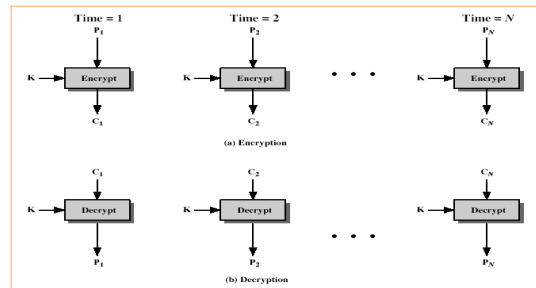 Time = 1 Time = 2 Time = N
P1 P2 PN
K Encrypt K Encrypt • • • K Encrypt
C1 C2 CN
(a) Encryption
C1 C2 CN
K Decrypt K Decrypt K Decrypt
• • •
P1 P2 PN
(b) Decryption